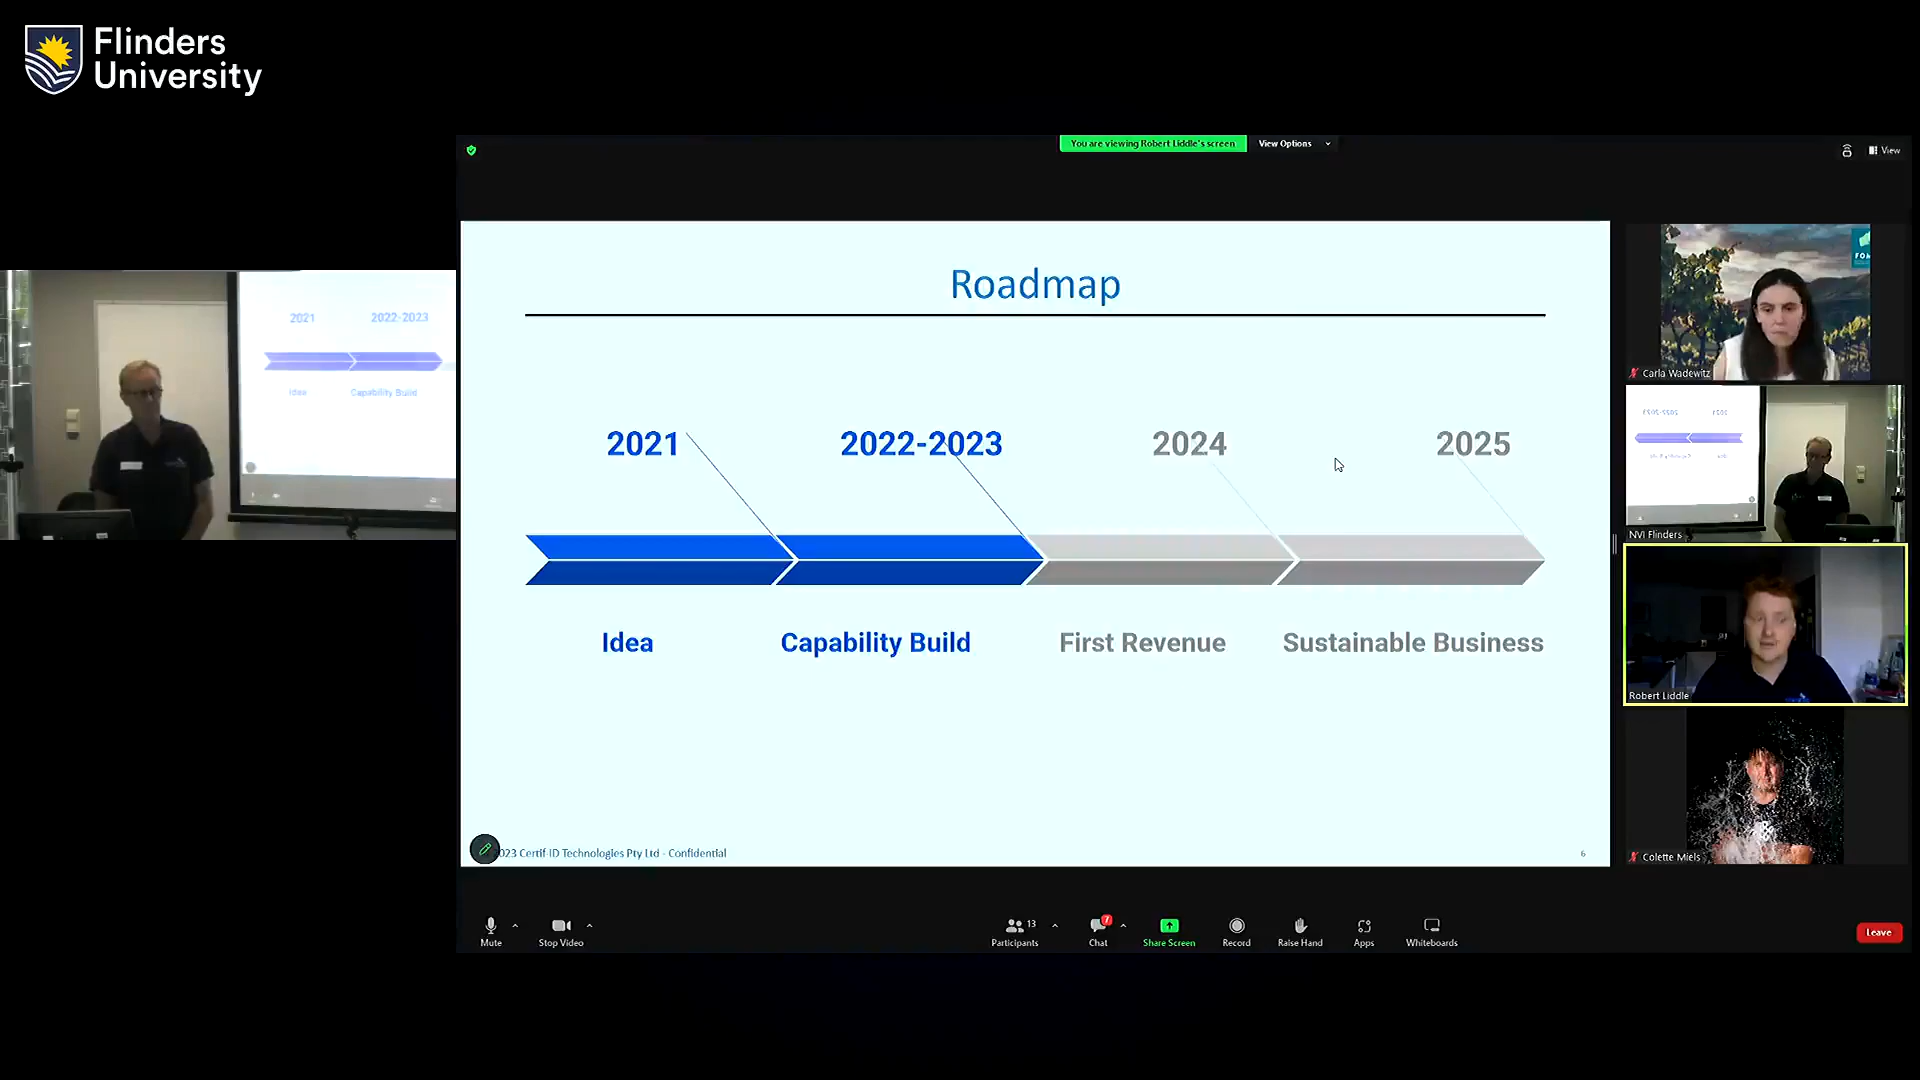 Flinders
University
You are viewing Robert Liddle's screen
View Options
View
2021
2022-2023
Idea
Capability Build
Roadmap
2021
2022-2023
2024
2025
Idea
Capability Build
First Revenue
Sustainable Business
2023 Certif-ID Technologies Pty Ltd - Confidential
6
Carla Wadewitz
NVI Flinders
Robert Liddle
Colette Miels
Mute
Stop Video
13
Participants
7
Chat
Share Screen
Record
Raise Hand
Apps
Whiteboards
Leave